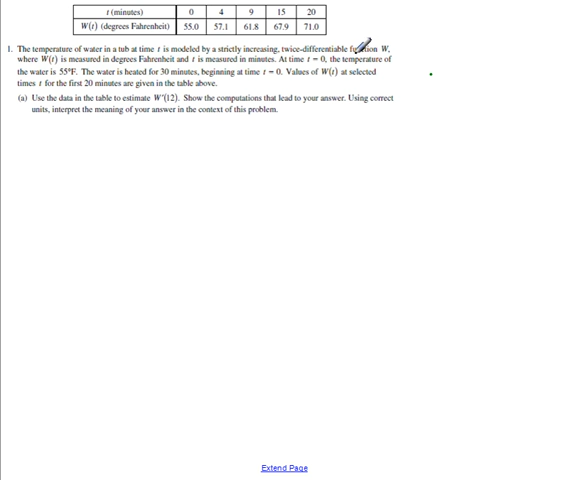 t (minutes) 0 4 9 15 20
W(t) (degrees Fahrenheit) 55.0 57.1 61.8 67.9 71.0
1. The temperature of water in a tub at time t is modeled by a strictly increasing, twice-differentiable W,
where W(t) is measured in degrees Fahrenheit and t is measured in minutes. At time t = 0, the temperature of
the water is 55°F. The water is heated for 30 minutes, beginning at time t = 0. Values of W(t) at selected
times t for the first 20 minutes are given in the table above.
(a) Use the data in the table to estimate W'(12). Show the computations that lead to your answer. Using correct
units, interpret the meaning of your answer in the context of this problem.
Extend Page